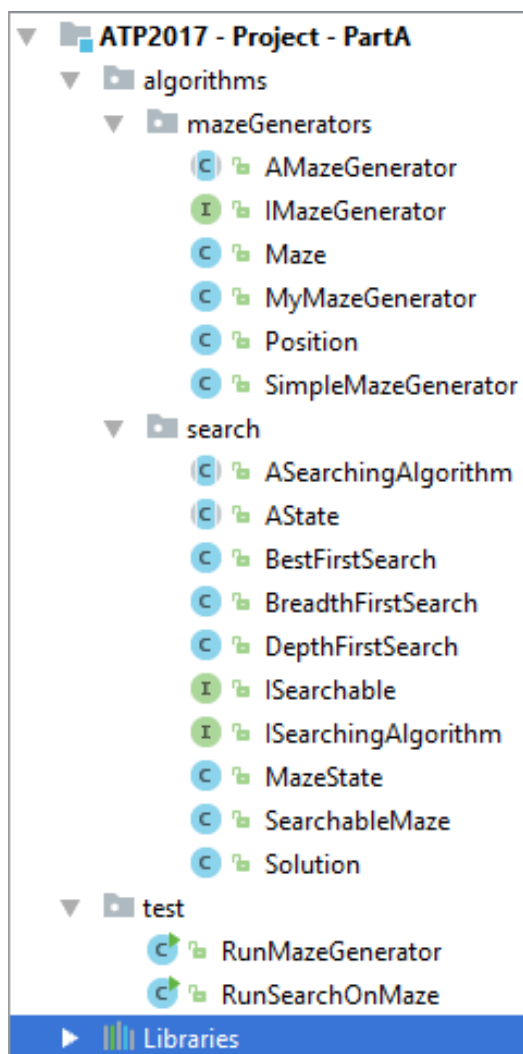 ATP2017 - Project - PartA
algorithms
mazeGenerators
C AMazeGenerator
I IMazeGenerator
C Maze
C MyMazeGenerator
C Position
C SimpleMazeGenerator
search
C ASearchingAlgorithm
C AState
C BestFirstSearch
C BreadthFirstSearch
C DepthFirstSearch
I ISearchable
I ISearchingAlgorithm
C MazeState
C SearchableMaze
C Solution
test
C RunMazeGenerator
C RunSearchOnMaze
Libraries